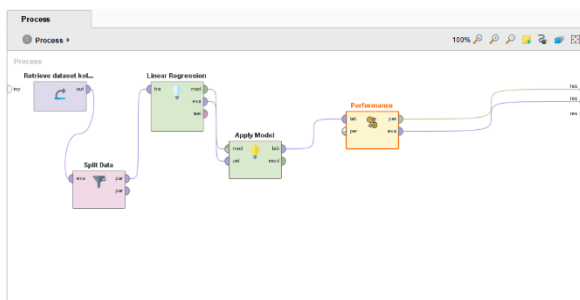 Process
Process
100%
Process
Retrieve dataset kol...
inp
out
Linear Regression
tra
mod
exa
wei
Split Data
exa
par
par
Apply Model
mod
unl
lab
mod
Performance
lab
per
per
exa
res
res
res